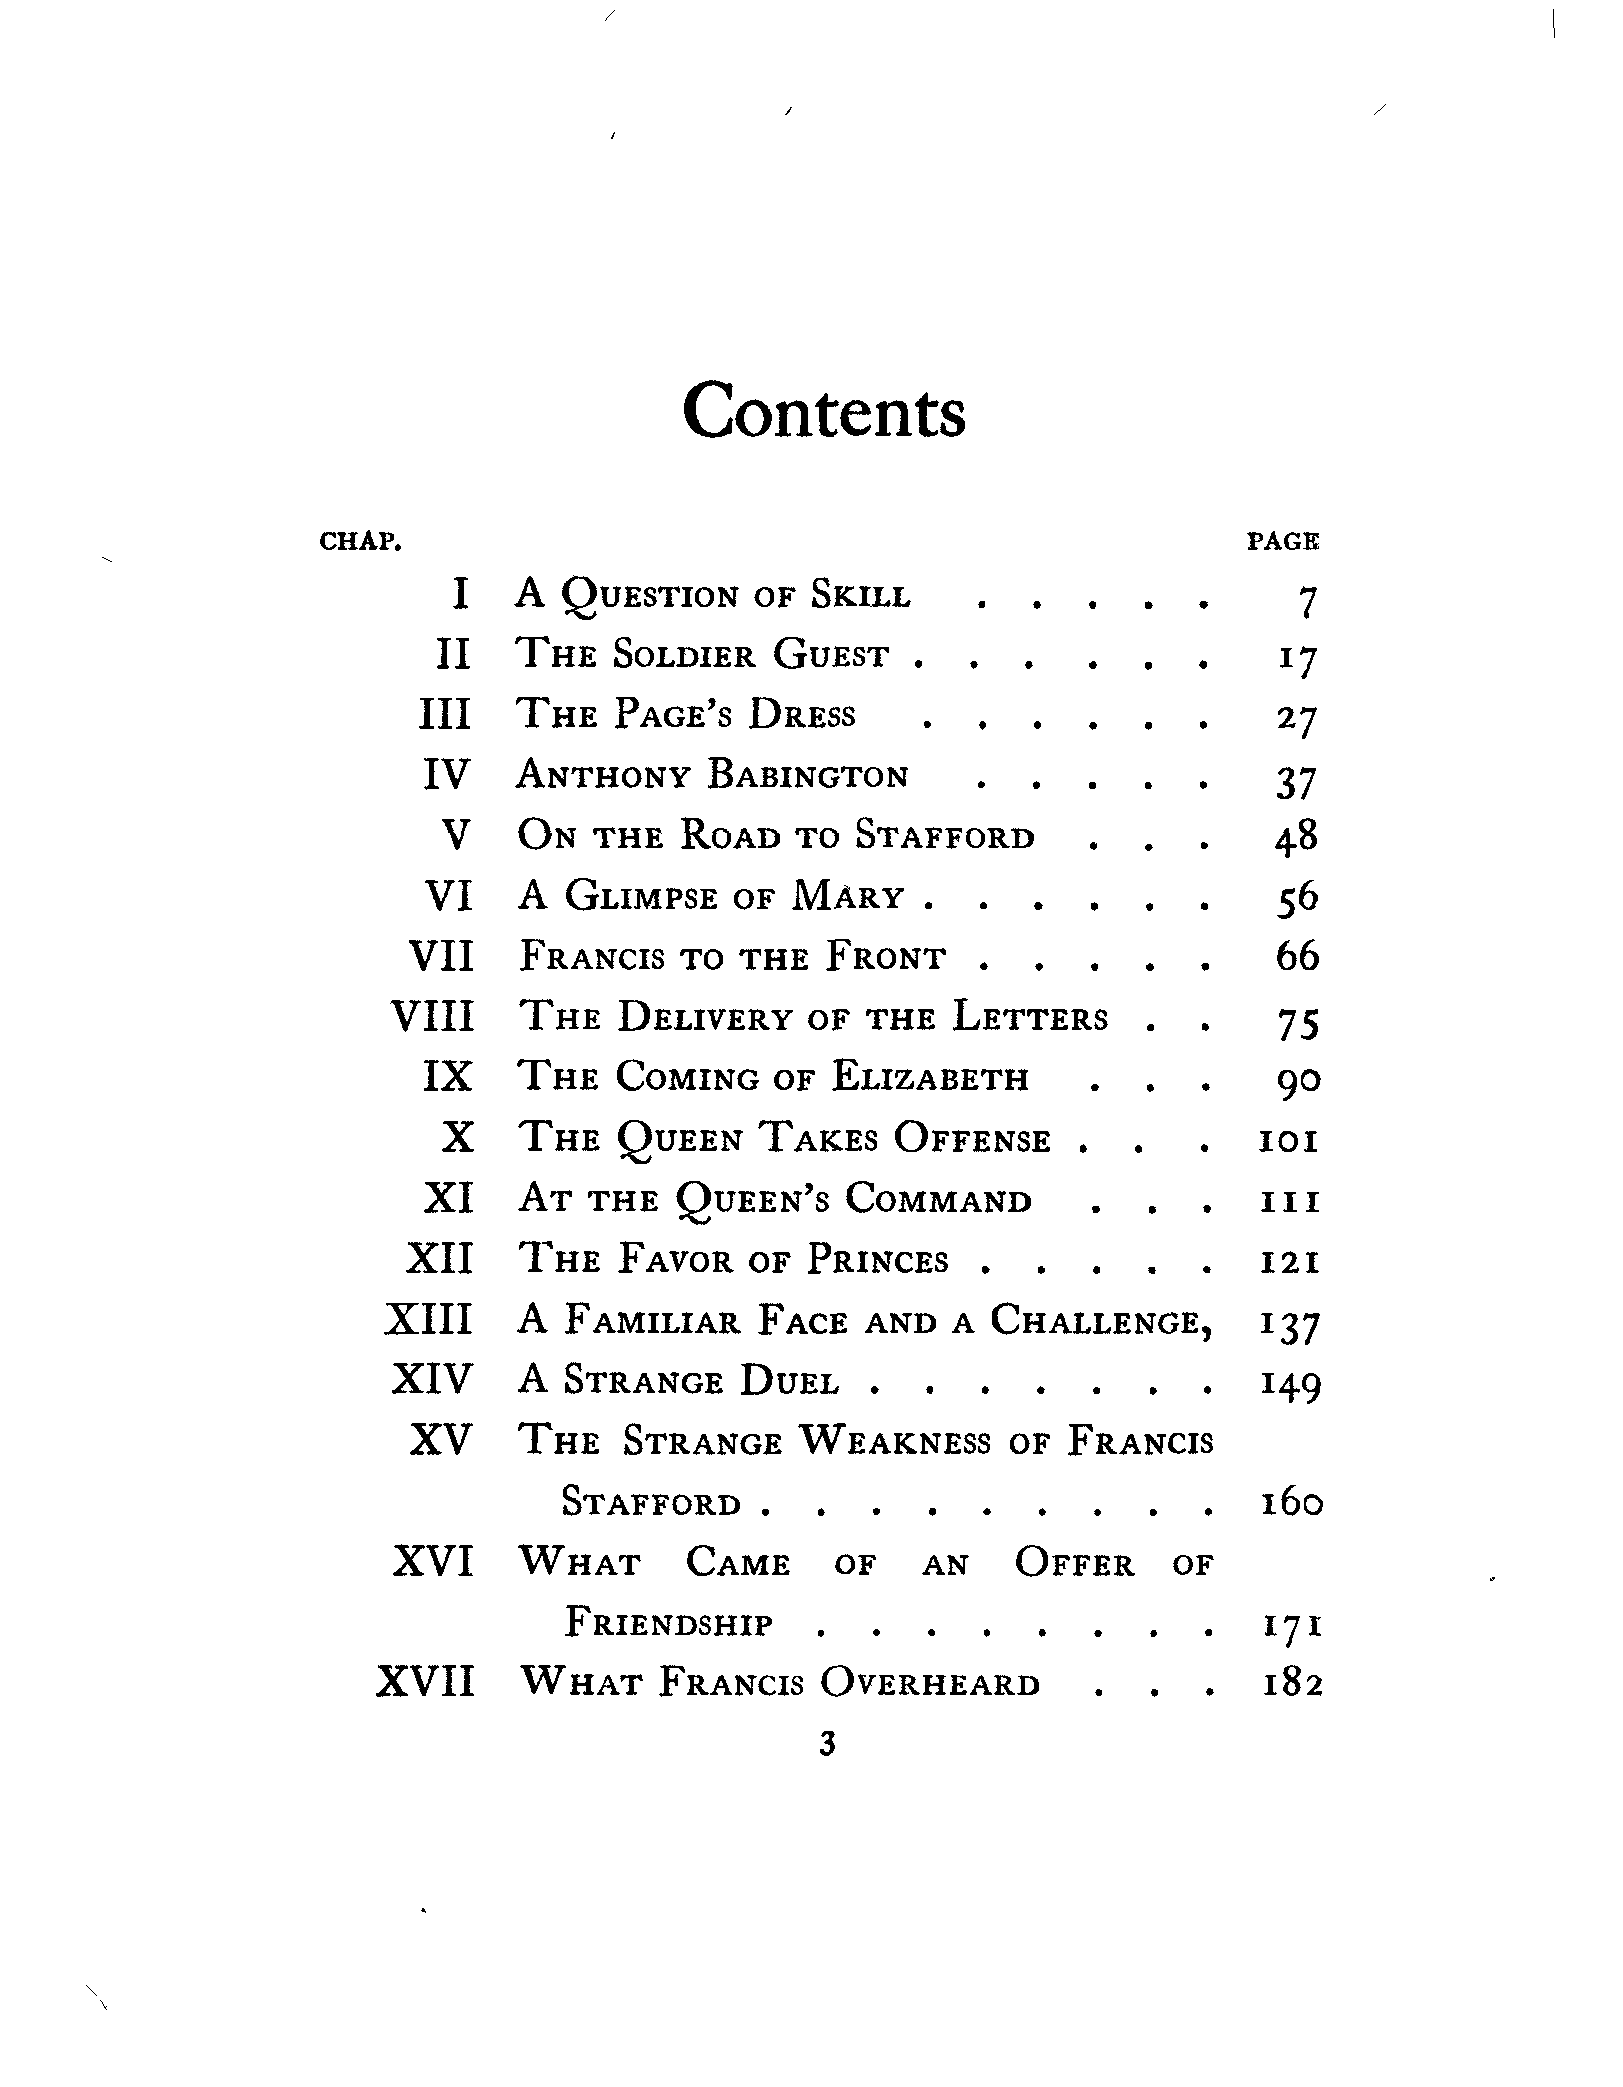 Contents
CHAP. PAGE
I A QUESTION OF SKILL . . . . . 7
II THE SOLDIER GUEST . . . . . . 17
III THE PAGE'S DRESS . . . . . . 27
IV ANTHONY BABINGTON . . . . . 37
V ON THE ROAD TO STAFFORD . . . 48
VI A GLIMPSE OF MARY . . . . . . 56
VII FRANCIS TO THE FRONT . . . . . 66
VIII THE DELIVERY OF THE LETTERS . . 75
IX THE COMING OF ELIZABETH . . . 90
X THE QUEEN TAKES OFFENSE . . . 101
XI AT THE QUEEN'S COMMAND . . . 111
XII THE FAVOR OF PRINCES . . . . . 121
XIII A FAMILIAR FACE AND A CHALLENGE, 137
XIV A STRANGE DUEL . . . . . . . 149
XV THE STRANGE WEAKNESS OF FRANCIS
STAFFORD . . . . . . . . . 160
XVI WHAT CAME OF AN OFFER OF
FRIENDSHIP . . . . . . . . 171
XVII WHAT FRANCIS OVERHEARD . . . 182
3